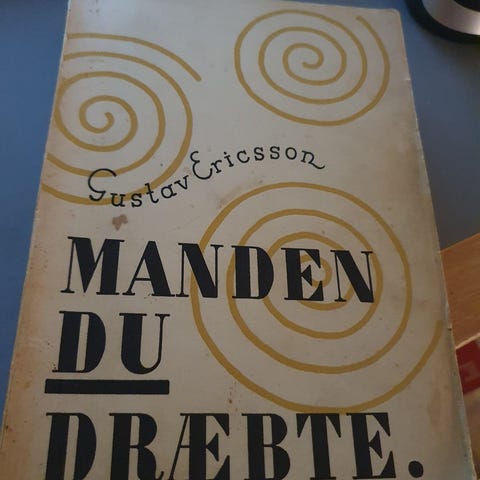 Gustav Ericsson
MANDEN
DU
DRÆBTE.